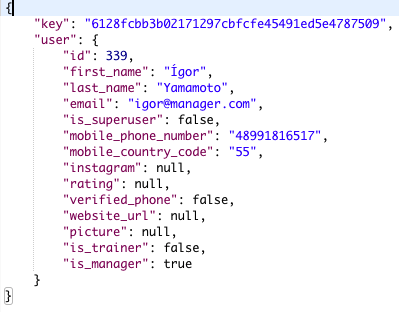 {
    "key": "6128fcbb3b02171297cbfcfe45491ed5e4787509",
    "user": {
        "id": 339,
        "first_name": "Ígor",
        "last_name": "Yamamoto",
        "email": "igor@manager.com",
        "is_superuser": false,
        "mobile_phone_number": "48991816517",
        "mobile_country_code": "55",
        "instagram": null,
        "rating": null,
        "verified_phone": false,
        "website_url": null,
        "picture": null,
        "is_trainer": false,
        "is_manager": true
    }
}